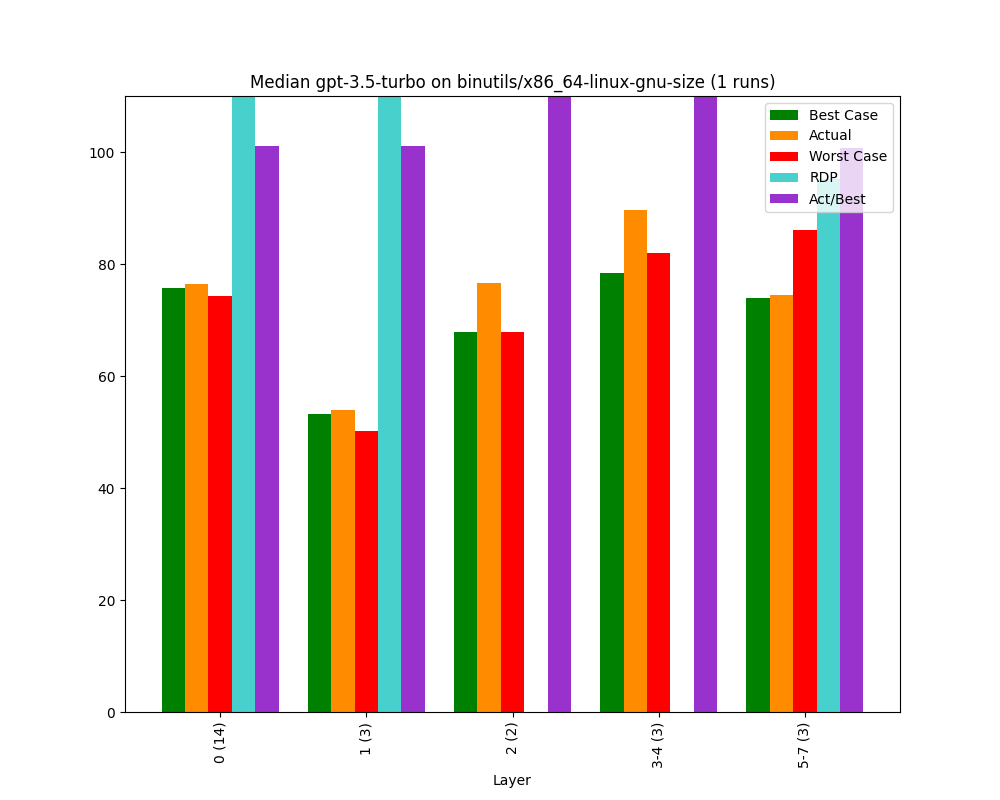 Median gpt-3.5-turbo on binutils/x86_64-linux-gnu-size (1 runs)
Best Case
Actual
Worst Case
RDP
Act/Best
100
80
60
40
20
0
0 (14)
1 (3)
2 (2)
3-4 (3)
5-7 (3)
Layer